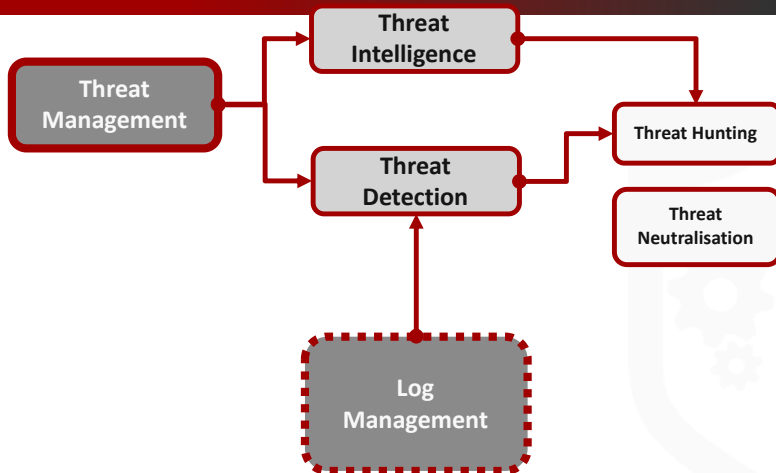 Threat
Intelligence
Threat
Management
Threat Hunting
Threat
Detection
Threat
Neutralisation
Log
Management